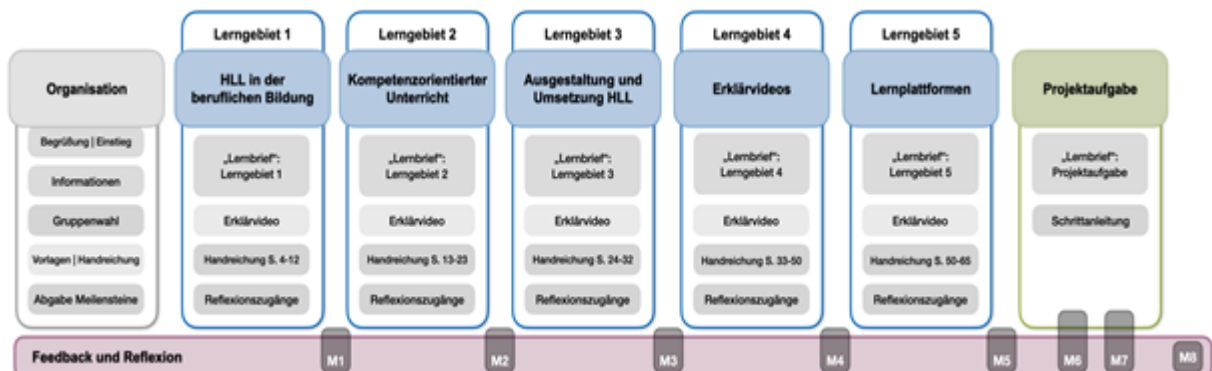 Organisation
Begrüßung | Einstieg
Informationen
Gruppenwahl
Vorlagen | Handreichung
Abgabe Meilensteine
Lerngebiet 1
HLL in der
beruflichen Bildung
„Lernbrief“:
Lerngebiet 1
Erklärvideo
Handreichung S. 4-12
Reflexionszugänge
Lerngebiet 2
Kompetenzorientierter
Unterricht
„Lernbrief“:
Lerngebiet 2
Erklärvideo
Handreichung S. 13-23
Reflexionszugänge
Lerngebiet 3
Ausgestaltung und
Umsetzung HLL
„Lernbrief“:
Lerngebiet 3
Erklärvideo
Handreichung S. 24-32
Reflexionszugänge
Lerngebiet 4
Erklärvideos
„Lernbrief“:
Lerngebiet 4
Erklärvideo
Handreichung S. 33-50
Reflexionszugänge
Lerngebiet 5
Lernplattformen
„Lernbrief“:
Lerngebiet 5
Erklärvideo
Handreichung S. 50-65
Reflexionszugänge
Projektaufgabe
„Lernbrief“:
Projektaufgabe
Schrittanleitung
Feedback und Reflexion
M1
M2
M3
M4
M5
M6
M7
M8